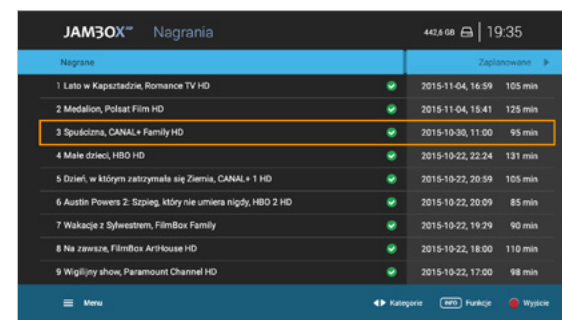 JAMBOX Nagrania 442,6 GB 19:35
Nagrane Zaplanowane
1 Lato w Kapsztadzie, Romance TV HD 2015-11-04, 16:59 105 min
2 Medalion, Polsat Film HD 2015-11-04, 15:41 125 min
3 Spuścizna, CANAL+ Family HD 2015-10-30, 11:00 95 min
4 Małe dzieci, HBO HD 2015-10-22, 22:24 131 min
5 Dzień, w którym zatrzymała się Ziemia, CANAL+ 1 HD 2015-10-22, 20:59 105 min
6 Austin Powers 2: Szpieg, który nie umiera nigdy, HBO 2 HD 2015-10-22, 20:09 85 min
7 Wakacje z Sylwestrem, FilmBox Family 2015-10-22, 19:29 90 min
8 Na zawsze, FilmBox ArtHouse HD 2015-10-22, 18:00 110 min
9 Wigilijny show, Paramount Channel HD 2015-10-22, 17:00 98 min
Menu Kategorie INFO Funkcje Wyjście